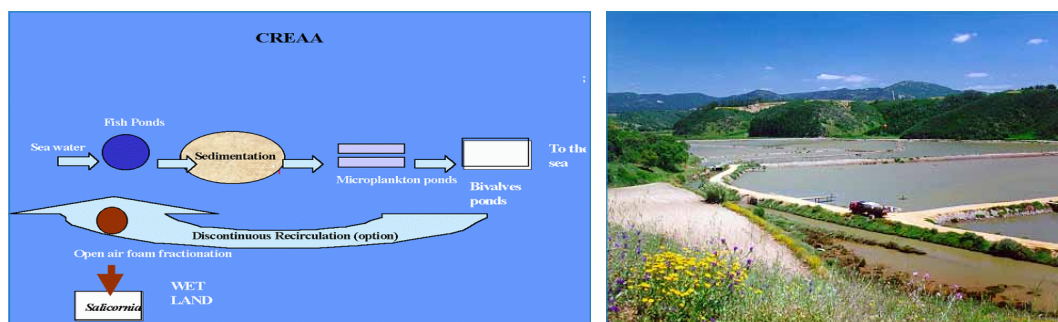 CREAA
Fish Ponds
Sea water
Sedimentation
Microplankton ponds
Bivalves
ponds
To the
sea
Discontinuous Recirculation (option)
Open air foam fractionation
Salicornia
WET
LAND